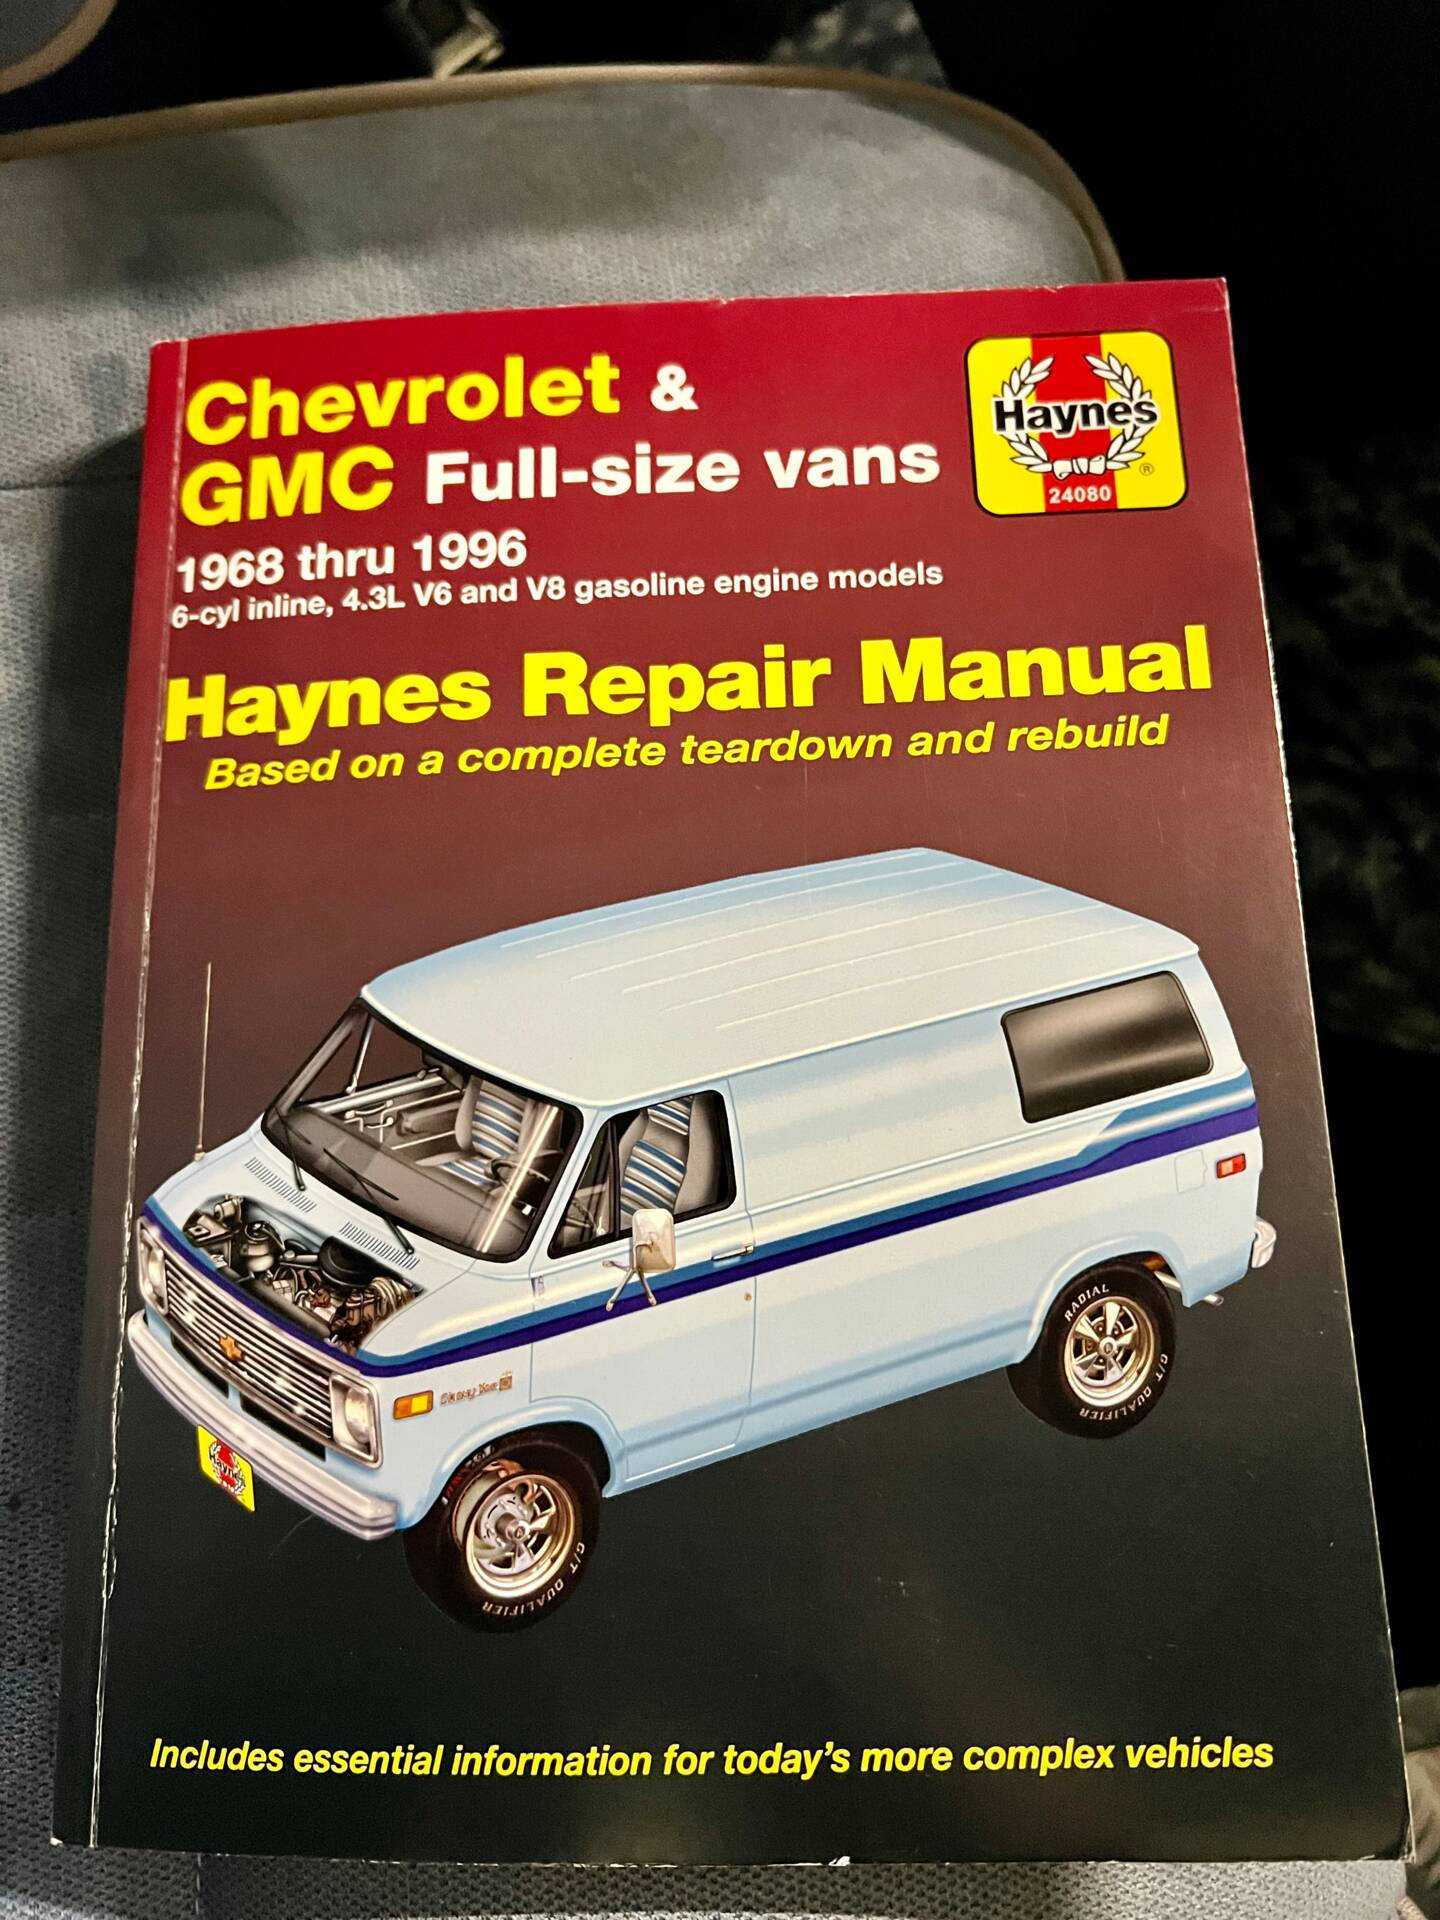 Chevrolet &
GMC Full-size vans
1968 thru 1996
6-cyl inline, 4.3L V6 and V8 gasoline engine models
Haynes
®
24080
Haynes Repair Manual
Based on a complete teardown and rebuild
RADIAL
G/T QUALIFIER
Haynes
G/T QUALIFIER
Includes essential information for today's more complex vehicles